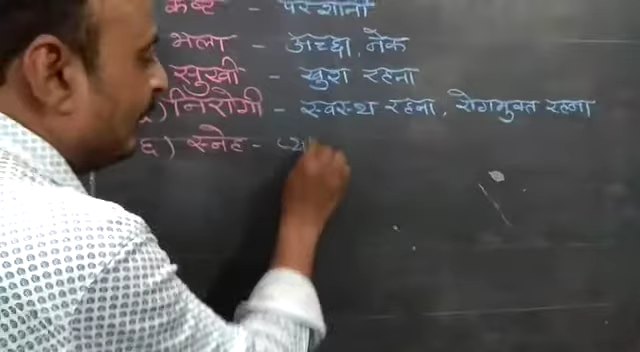 कष्ट - परेशानी
भला - अच्छा, नेक
सुखी - खुश रहना
) निरोगी - स्वस्थ रहना, रोगमुक्त रहना
६) स्नेह - प्या